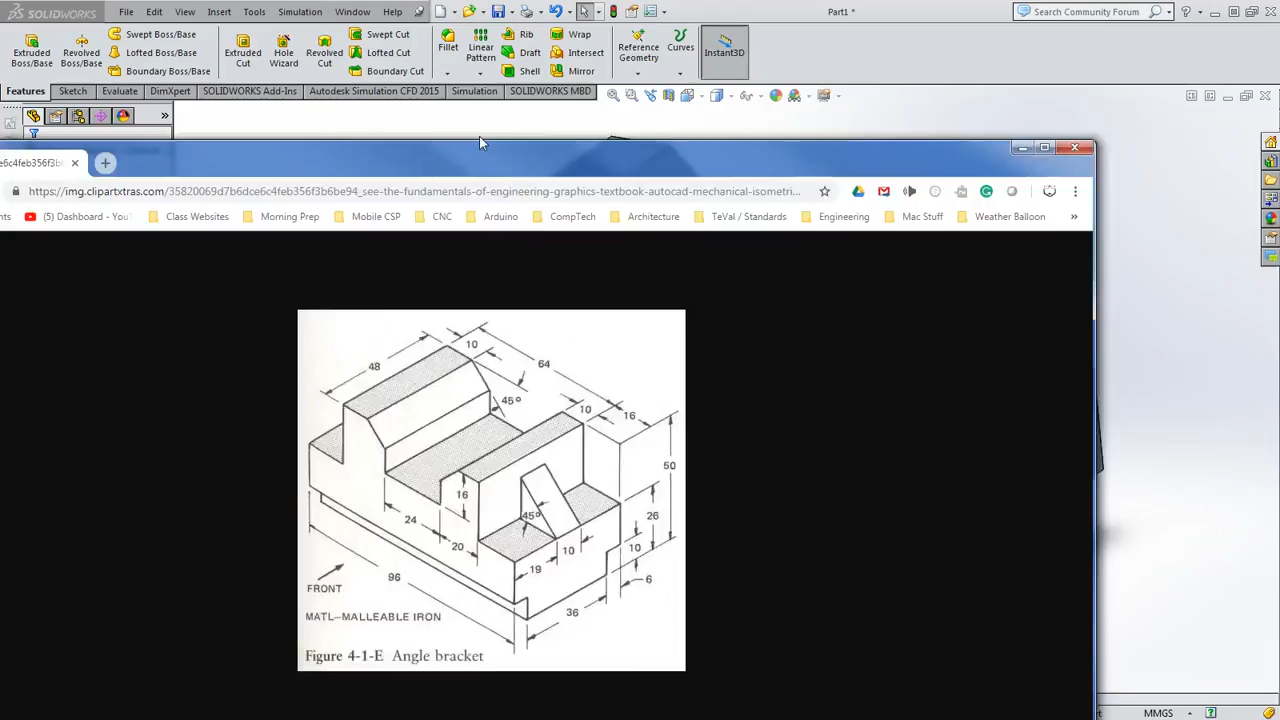 SOLIDWORKS File Edit View Insert Tools Simulation Window Help Part1 * Search Community Forum ?
Extruded Boss/Base Revolved Boss/Base Swept Boss/Base Lofted Boss/Base Boundary Boss/Base Extruded Cut Hole Wizard Revolved Cut Swept Cut Lofted Cut Boundary Cut Fillet Linear Pattern Rib Draft Shell Wrap Intersect Mirror Reference Geometry Curves Instant3D
Features Sketch Evaluate DimXpert SOLIDWORKS Add-Ins Autodesk Simulation CFD 2015 Simulation SOLIDWORKS MBD
e6c4feb356f3b
https://img.clipartxtras.com/35820069d7b6dce6c4feb356f3b6be94_see-the-fundamentals-of-engineering-graphics-textbook-autocad-mechanical-isometri...
nts (5) Dashboard - You Class Websites Morning Prep Mobile CSP CNC Arduino CompTech Architecture TeVal Standards Engineering Mac Stuff Weather Balloon »
10
48
64
45°
10
16
50
16
45°
26
24
20
10
10
19
6
96
36
FRONT
MATL–MALLEABLE IRON
Figure 4-1-E Angle bracket
MMGS